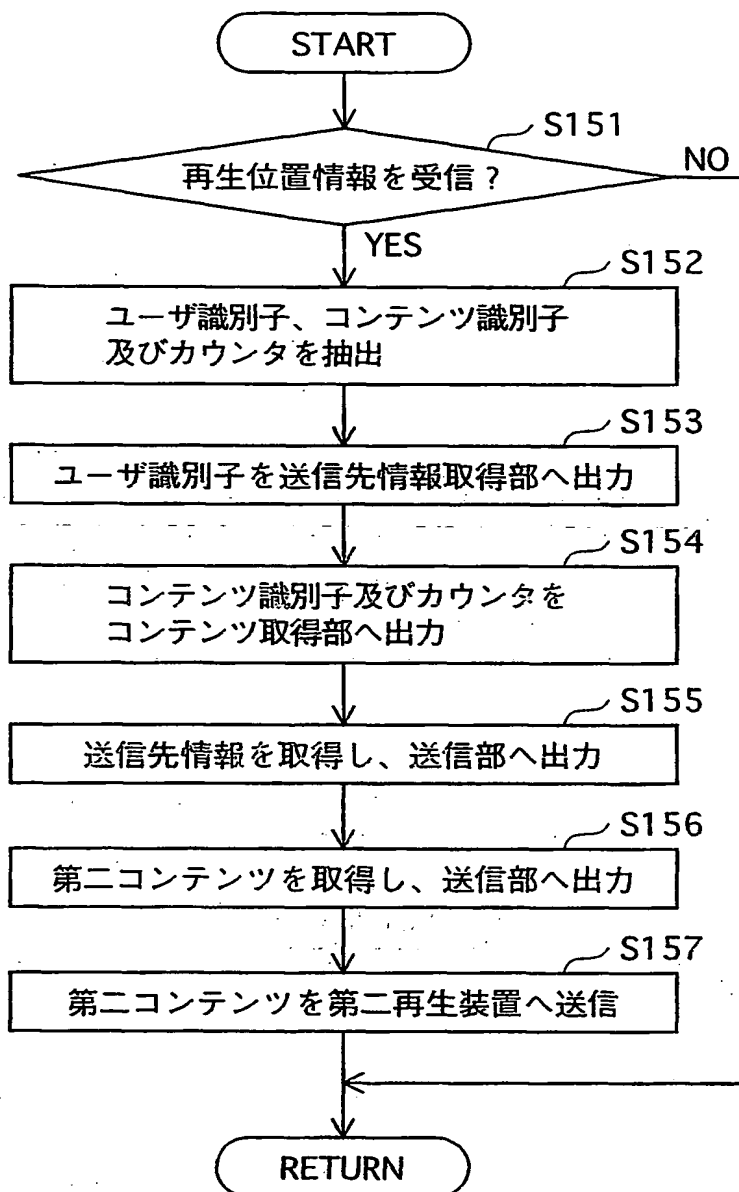 START
S151
再生位置情報を受信？
NO
YES
S152
ユーザ識別子、コンテンツ識別子
及びカウンタを抽出
S153
ユーザ識別子を送信先情報取得部へ出力
S154
コンテンツ識別子及びカウンタを
コンテンツ取得部へ出力
S155
送信先情報を取得し、送信部へ出力
S156
第二コンテンツを取得し、送信部へ出力
S157
第二コンテンツを第二再生装置へ送信
RETURN